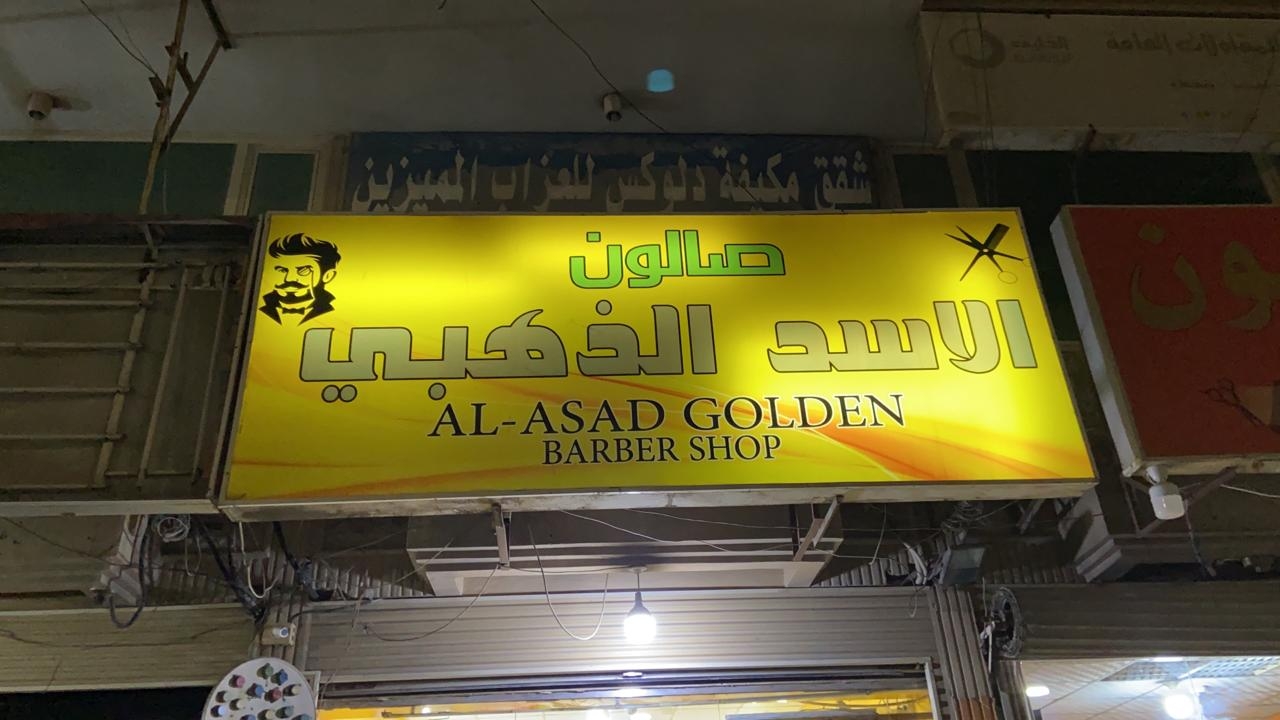 شقق مكيفة دلوكس للعزاب المميزين
صالون
الاسد الذهبي
AL-ASAD GOLDEN
BARBER SHOP